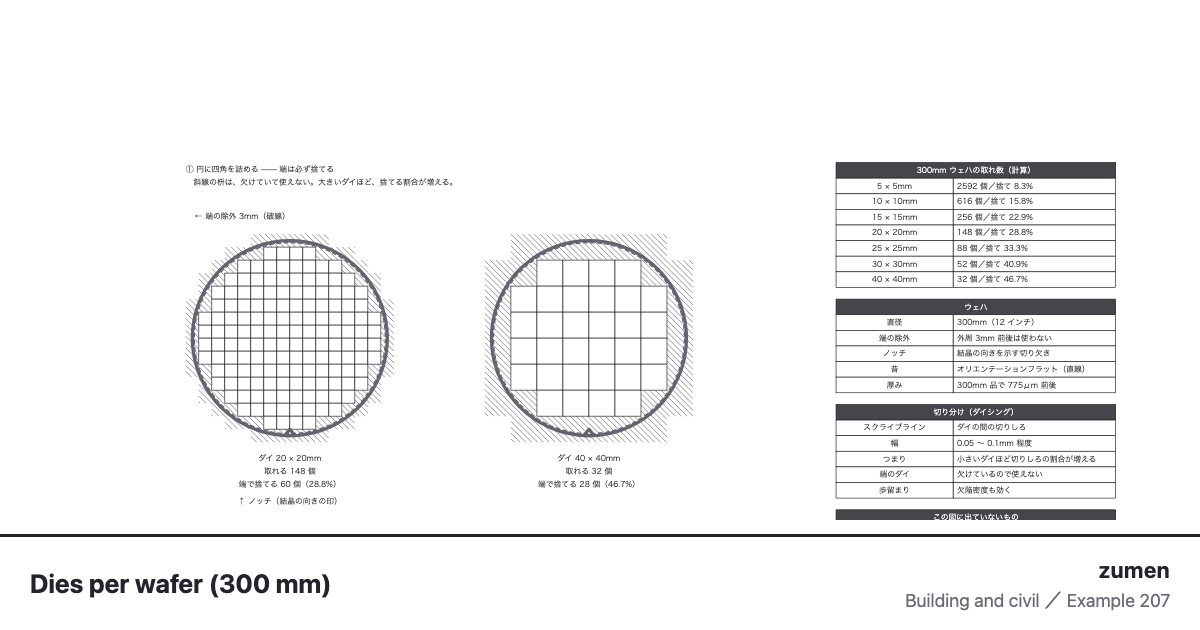 ① 円に四角を詰める —— 端は必ず捨てる
斜線の枡は、欠けていて使えない。大きいダイほど、捨てる割合が増える。
← 端の除外 3mm（破線）
ダイ 20 × 20mm
取れる 148 個
端で捨てる 60 個（28.8%）
↑ ノッチ（結晶の向きの印）
ダイ 40 × 40mm
取れる 32 個
端で捨てる 28 個（46.7%）
300mm ウェハの取れ数（計算）
5 × 5mm 2592 個／捨て 8.3%
10 × 10mm 616 個／捨て 15.8%
15 × 15mm 256 個／捨て 22.9%
20 × 20mm 148 個／捨て 28.8%
25 × 25mm 88 個／捨て 33.3%
30 × 30mm 52 個／捨て 40.9%
40 × 40mm 32 個／捨て 46.7%
ウェハ
直径 300mm（12 インチ）
端の除外 外周 3mm 前後は使わない
ノッチ 結晶の向きを示す切り欠き
昔 オリエンテーションフラット（直線）
厚み 300mm 品で 775μm 前後
切り分け（ダイシング）
スクライブライン ダイの間の切りしろ
幅 0.05 〜 0.1mm 程度
つまり 小さいダイほど切りしろの割合が増える
端のダイ 欠けているので使えない
歩留まり 欠陥密度も効く
この図に出ていないもの
Dies per wafer (300 mm)
zumen
Building and civil ／ Example 207